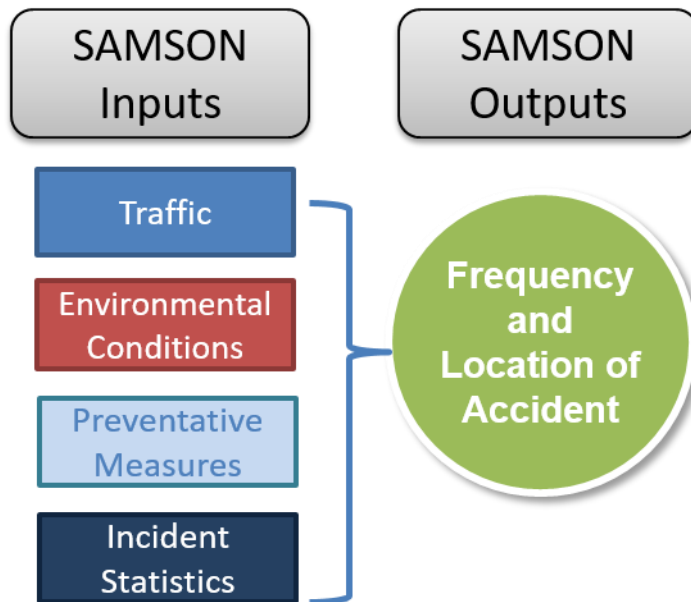 SAMSON
Inputs
SAMSON
Outputs
Traffic
Environmental
Conditions
Preventative
Measures
Incident
Statistics
Frequency
and
Location of
Accident